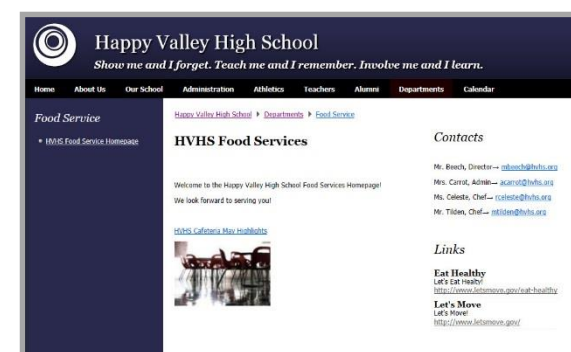 Happy Valley High School
Show me and I forget. Teach me and I remember. Involve me and I learn.
Home About Us Our School Administration Athletics Teachers Alumni Departments Calendar
Food Service
HVHS Food Service Homepage
Happy Valley High School ▸ Departments ▸ Food Service
HVHS Food Services
Welcome to the Happy Valley High School Food Services Homepage!
We look forward to serving you!
HVHS Cafeteria May Highlights
Contacts
Mr. Beech, Director→ mbeech@hvhs.org
Mrs. Carrot, Admin→ acarrot@hvhs.org
Ms. Celeste, Chef→ rceleste@hvhs.org
Mr. Tilden, Chef→ mtilden@hvhs.org
Links
Eat Healthy
Let's Eat Healty!
http://www.letsmove.gov/eat-healthy
Let's Move
Let's Move!
http://www.letsmove.gov/